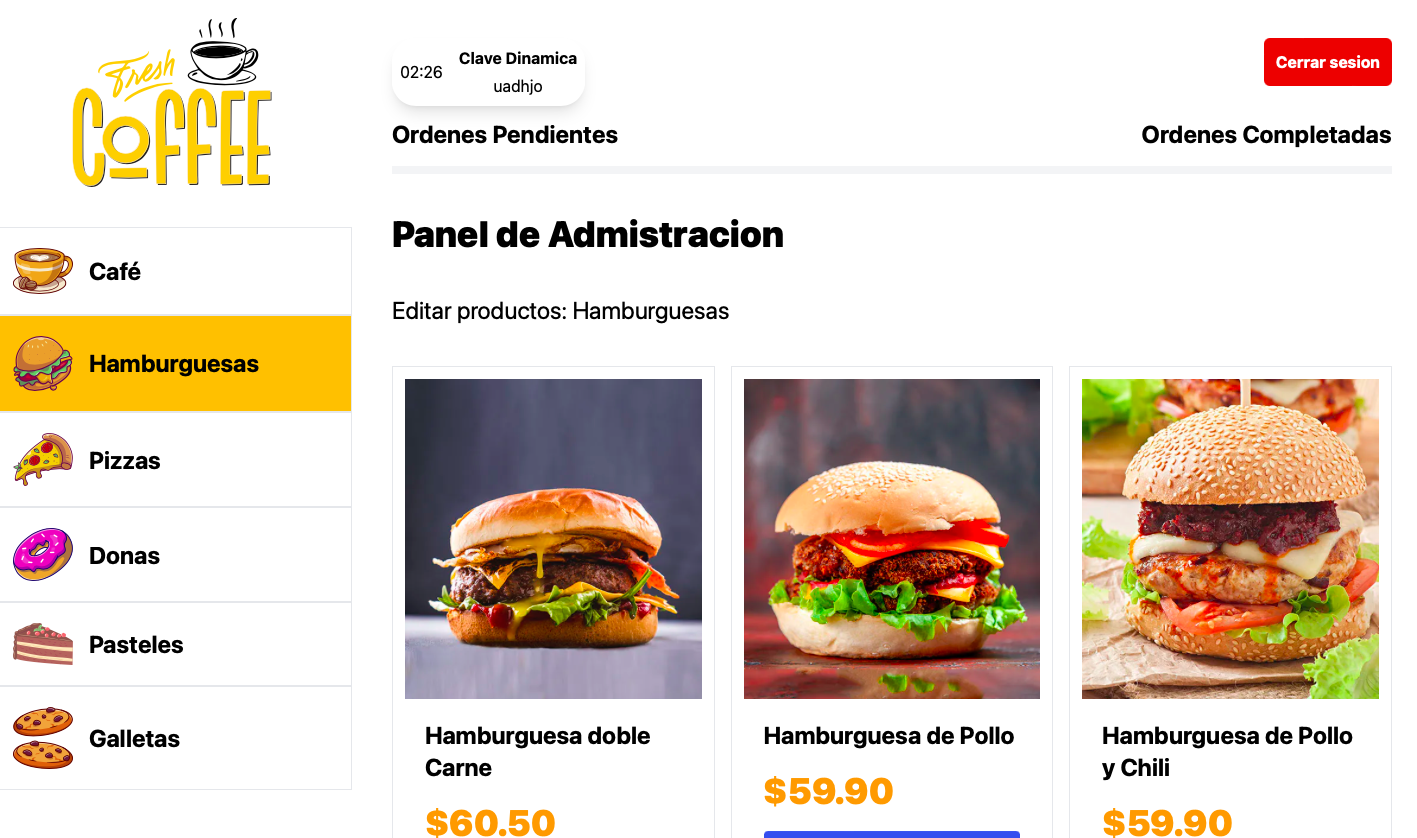 Fresh
COFFEE
02:26
Clave Dinamica
uadhjo
Cerrar sesion
Ordenes Pendientes
Ordenes Completadas
Café
Hamburguesas
Pizzas
Donas
Pasteles
Galletas
Panel de Admistracion
Editar productos: Hamburguesas
Hamburguesa doble
Carne
$60.50
Hamburguesa de Pollo
$59.90
Hamburguesa de Pollo
y Chili
$59.90